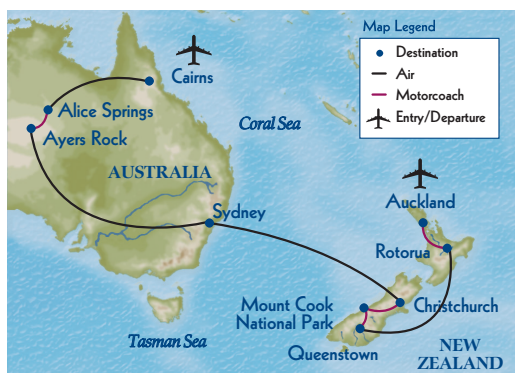 Map Legend
Destination
Air
Motorcoach
Entry/Departure
Cairns
Alice Springs
Ayers Rock
Coral Sea
AUSTRALIA
Sydney
Auckland
Rotorua
Mount Cook
National Park
Christchurch
Tasman Sea
Queenstown
NEW
ZEALAND